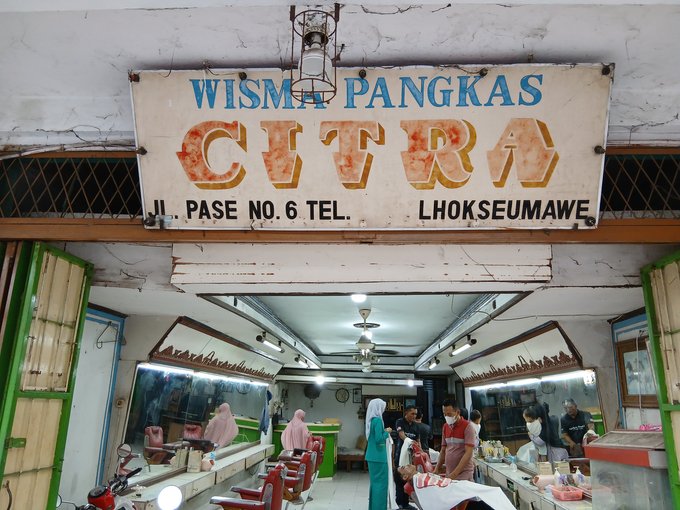 WISMA PANGKAS
CITRA
JL. PASE NO. 6 TEL. LHOKSEUMAWE